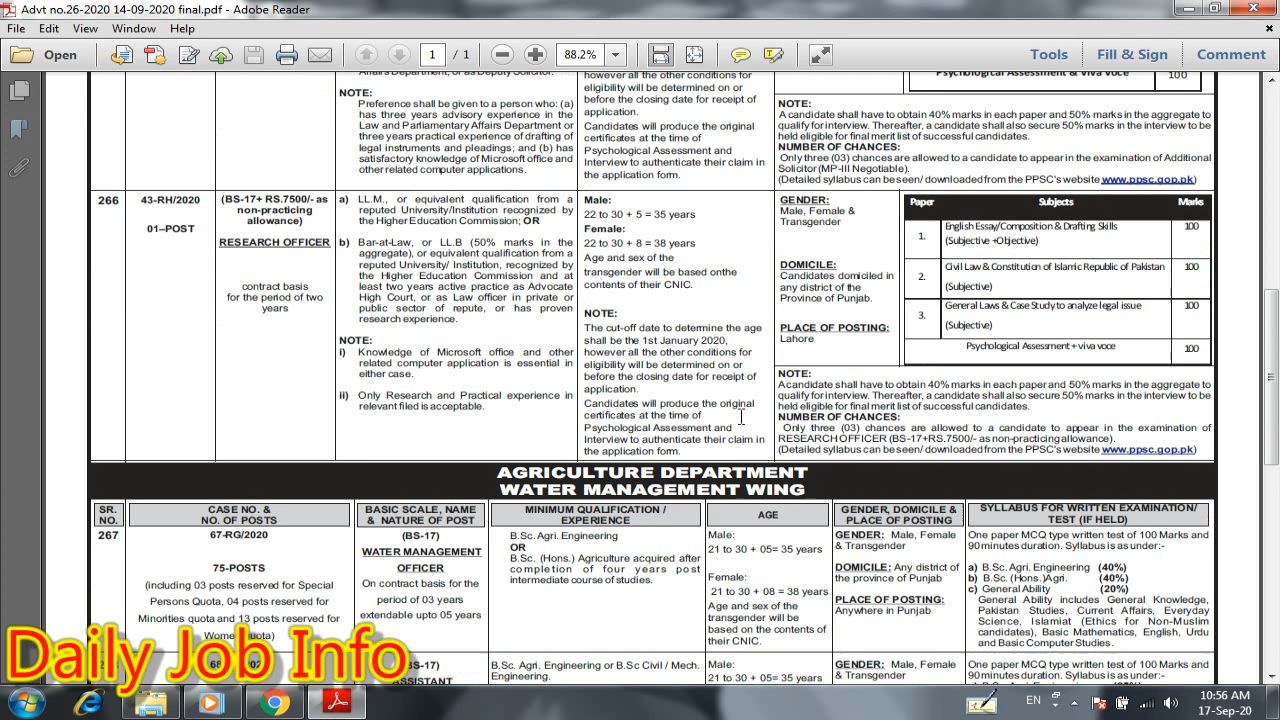 Advt no.26-2020 14-09-2020 final.pdf - Adobe Reader
File Edit View Window Help
Open 1 / 1 88.2% Tools Fill & Sign Comment
Affairs Department, or as Deputy Solicitor.
NOTE:
Preference shall be given to a person who: (a)
has three years advisory experience in the
Law and Parliamentary Affairs Department or
three years practical experience of drafting of
legal instruments and pleadings; and (b) has
satisfactory knowledge of Microsoft office and
other related computer applications.
however all the other conditions for
eligibility will be determined on or
before the closing date for receipt of
application.
Candidates will produce the original
certificates at the time of
Psychological Assessment and
Interview to authenticate their claim in
the application form.
Psychological Assessment & Viva Voce 100
NOTE:
A candidate shall have to obtain 40% marks in each paper and 50% marks in the aggregate to
qualify for interview. Thereafter, a candidate shall also secure 50% marks in the interview to be
held eligible for final merit list of successful candidates.
NUMBER OF CHANCES:
Only three (03) chances are allowed to a candidate to appear in the examination of Additional
Solicitor (MP-III Negotiable).
(Detailed syllabus can be seen/ downloaded from the PPSC's website www.ppsc.gop.pk)
266
43-RH/2020
01–POST
(BS-17+ RS.7500/- as
non-practicing
allowance)
RESEARCH OFFICER
contract basis
for the period of two
years
a) LL.M., or equivalent qualification from a
reputed University/Institution recognized by
the Higher Education Commission; OR
b) Bar-at-Law, or LL.B (50% marks in the
aggregate), or equivalent qualification from a
reputed University/ Institution, recognized by
the Higher Education Commission and at
least two years active practice as Advocate
High Court, or as Law officer in private or
public sector of repute, or has proven
research experience.
NOTE:
i) Knowledge of Microsoft office and other
related computer application is essential in
either case.
ii) Only Research and Practical experience in
relevant filed is acceptable.
Male:
22 to 30 + 5 = 35 years
Female:
22 to 30 + 8 = 38 years
Age and sex of the
transgender will be based onthe
contents of their CNIC.
NOTE:
The cut-off date to determine the age
shall be the 1st January 2020,
however all the other conditions for
eligibility will be determined on or
before the closing date for receipt of
application.
Candidates will produce the original
certificates at the time of
Psychological Assessment and
Interview to authenticate their claim in
the application form.
GENDER:
Male, Female &
Transgender
DOMICILE:
Candidates domiciled in
any district of the
Province of Punjab.
PLACE OF POSTING:
Lahore
Paper Subjects Marks
1. English Essay/Composition & Drafting Skills 100
(Subjective +Objective)
2. Civil Law & Constitution of Islamic Republic of Pakistan 100
(Subjective)
3. General Laws & Case Study to analyze legal issue 100
(Subjective)
Psychological Assessment + viva voce 100
NOTE:
A candidate shall have to obtain 40% marks in each paper and 50% marks in the aggregate to
qualify for interview. Thereafter, a candidate shall also secure 50% marks in the interview to be
held eligible for final merit list of successful candidates.
NUMBER OF CHANCES:
Only three (03) chances are allowed to a candidate to appear in the examination of
RESEARCH OFFICER (BS-17+RS.7500/- as non-practicing allowance).
(Detailed syllabus can be seen/ downloaded from the PPSC's website www.ppsc.gop.pk)
AGRICULTURE DEPARTMENT
WATER MANAGEMENT WING
SR.
NO.
CASE NO. &
NO. OF POSTS
BASIC SCALE, NAME
& NATURE OF POST
MINIMUM QUALIFICATION /
EXPERIENCE
AGE
GENDER, DOMICILE &
PLACE OF POSTING
SYLLABUS FOR WRITTEN EXAMINATION/
TEST (IF HELD)
267
67-RG/2020
75-POSTS
(including 03 posts reserved for Special
Persons Quota, 04 posts reserved for
Minorities quota and 13 posts reserved for
Women Quota)
(BS-17)
WATER MANAGEMENT
OFFICER
On contract basis for the
period of 03 years
extendable upto 05 years
B.Sc. Agri. Engineering
OR
B.Sc. (Hons.) Agriculture acquired after
completion of four years post
intermediate course of studies.
Male:
21 to 30 + 05= 35 years
Female:
21 to 30 + 08 = 38 years
Age and sex of the
transgender will be
based on the contents of
their CNIC.
GENDER: Male, Female
& Transgender
DOMICILE: Any district of
the province of Punjab
PLACE OF POSTING:
Anywhere in Punjab
One paper MCQ type written test of 100 Marks and
90 minutes duration. Syllabus is as under:-
a) B.Sc. Agri. Engineering (40%)
b) B.Sc. (Hons.)Agri. (40%)
c) General Ability (20%)
General Ability includes General Knowledge,
Pakistan Studies, Current Affairs, Everyday
Science, Islamiat (Ethics for Non-Muslim
candidates), Basic Mathematics, English, Urdu
and Basic Computer Studies.
(BS-17)
ASSISTANT
B.Sc. Agri. Engineering or B.Sc Civil / Mech.
Engineering.
Male:
21 to 30 + 05= 35 years
GENDER: Male, Female
& Transgender
One paper MCQ type written test of 100 Marks and
90 minutes duration. Syllabus is as under:-
Daily Job Info
EN
10:56 AM
17-Sep-20